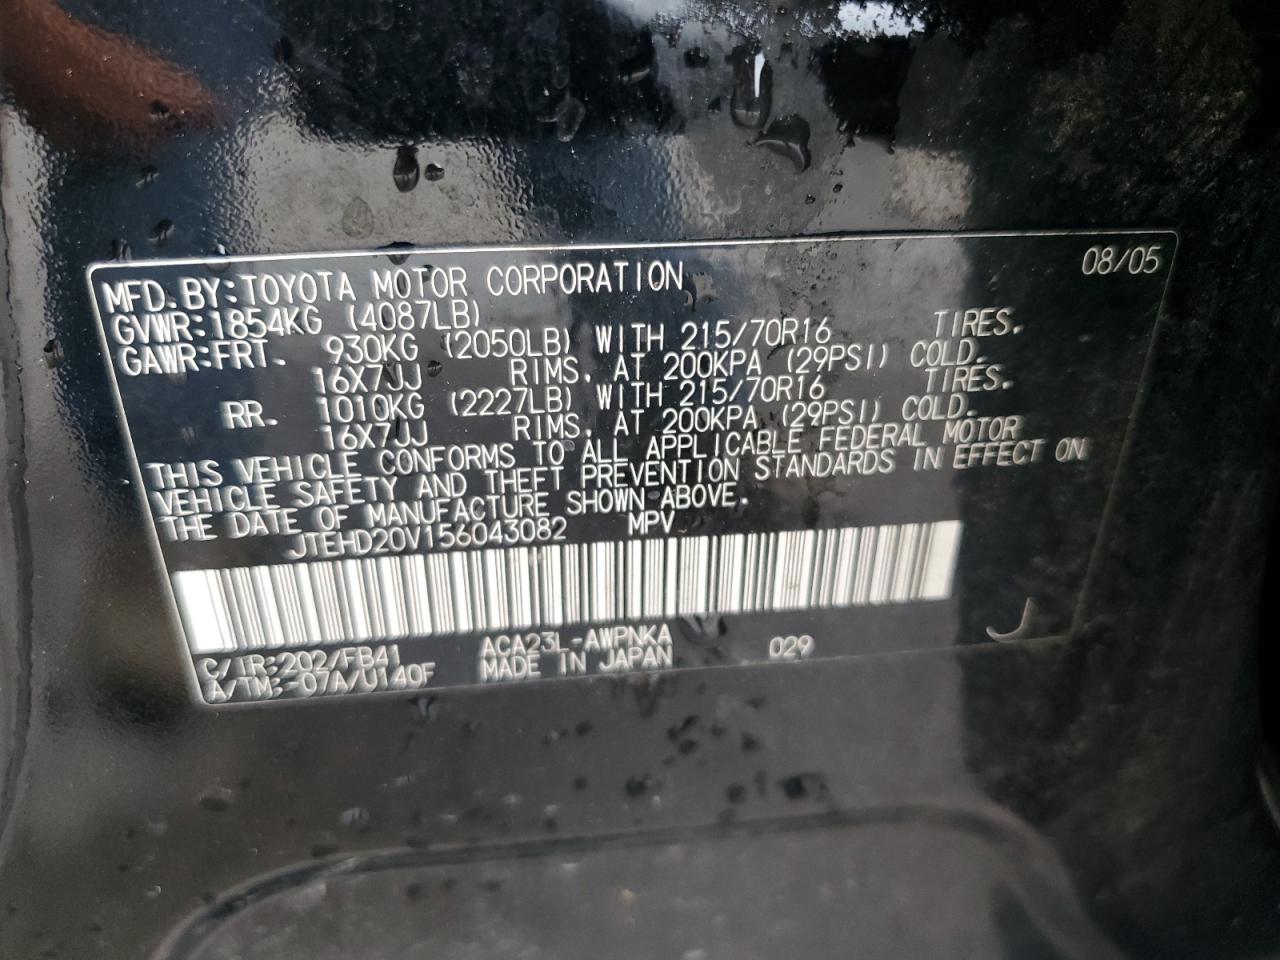 08/05
MFD. BY: TOYOTA MOTOR CORPORATION
GVWR: 1854KG (4087LB)
GAWR: FRT. 930KG (2050LB) WITH 215/70R16 TIRES.
16X7JJ RIMS, AT 200KPA (29PSI) COLD.
RR. 1010KG (2227LB) WITH 215/70R16 TIRES.
16X7JJ RIMS, AT 200KPA (29PSI) COLD.
THIS VEHICLE CONFORMS TO ALL APPLICABLE FEDERAL MOTOR
VEHICLE SAFETY AND THEFT PREVENTION STANDARDS IN EFFECT ON
THE DATE OF MANUFACTURE SHOWN ABOVE.
JTEHD20V156043082 MPV
C/TR: 202/FB41 ACA23L-AWPNKA 029
A/TM: -07A/U140F MADE IN JAPAN
J